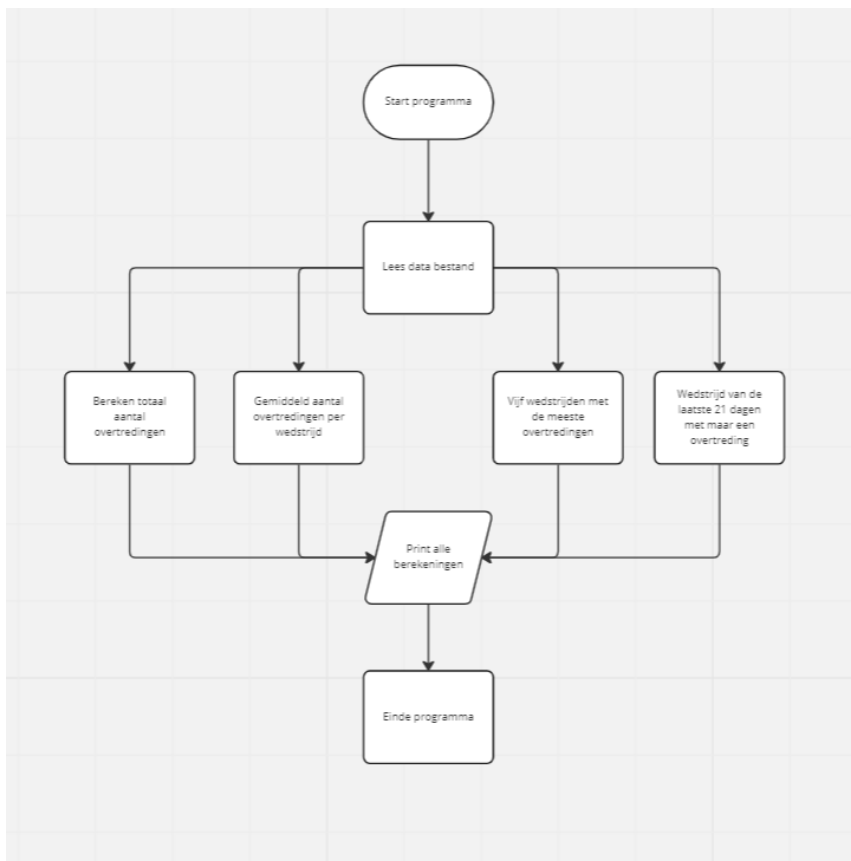 Start programma
Lees data bestand
Bereken totaal
aantal
overtredingen
Gemiddeld aantal
overtredingen per
wedstrijd
Vijf wedstrijden met
de meeste
overtredingen
Wedstrijd van de
laatste 21 dagen
met maar een
overtreding
Print alle
berekeningen
Einde programma